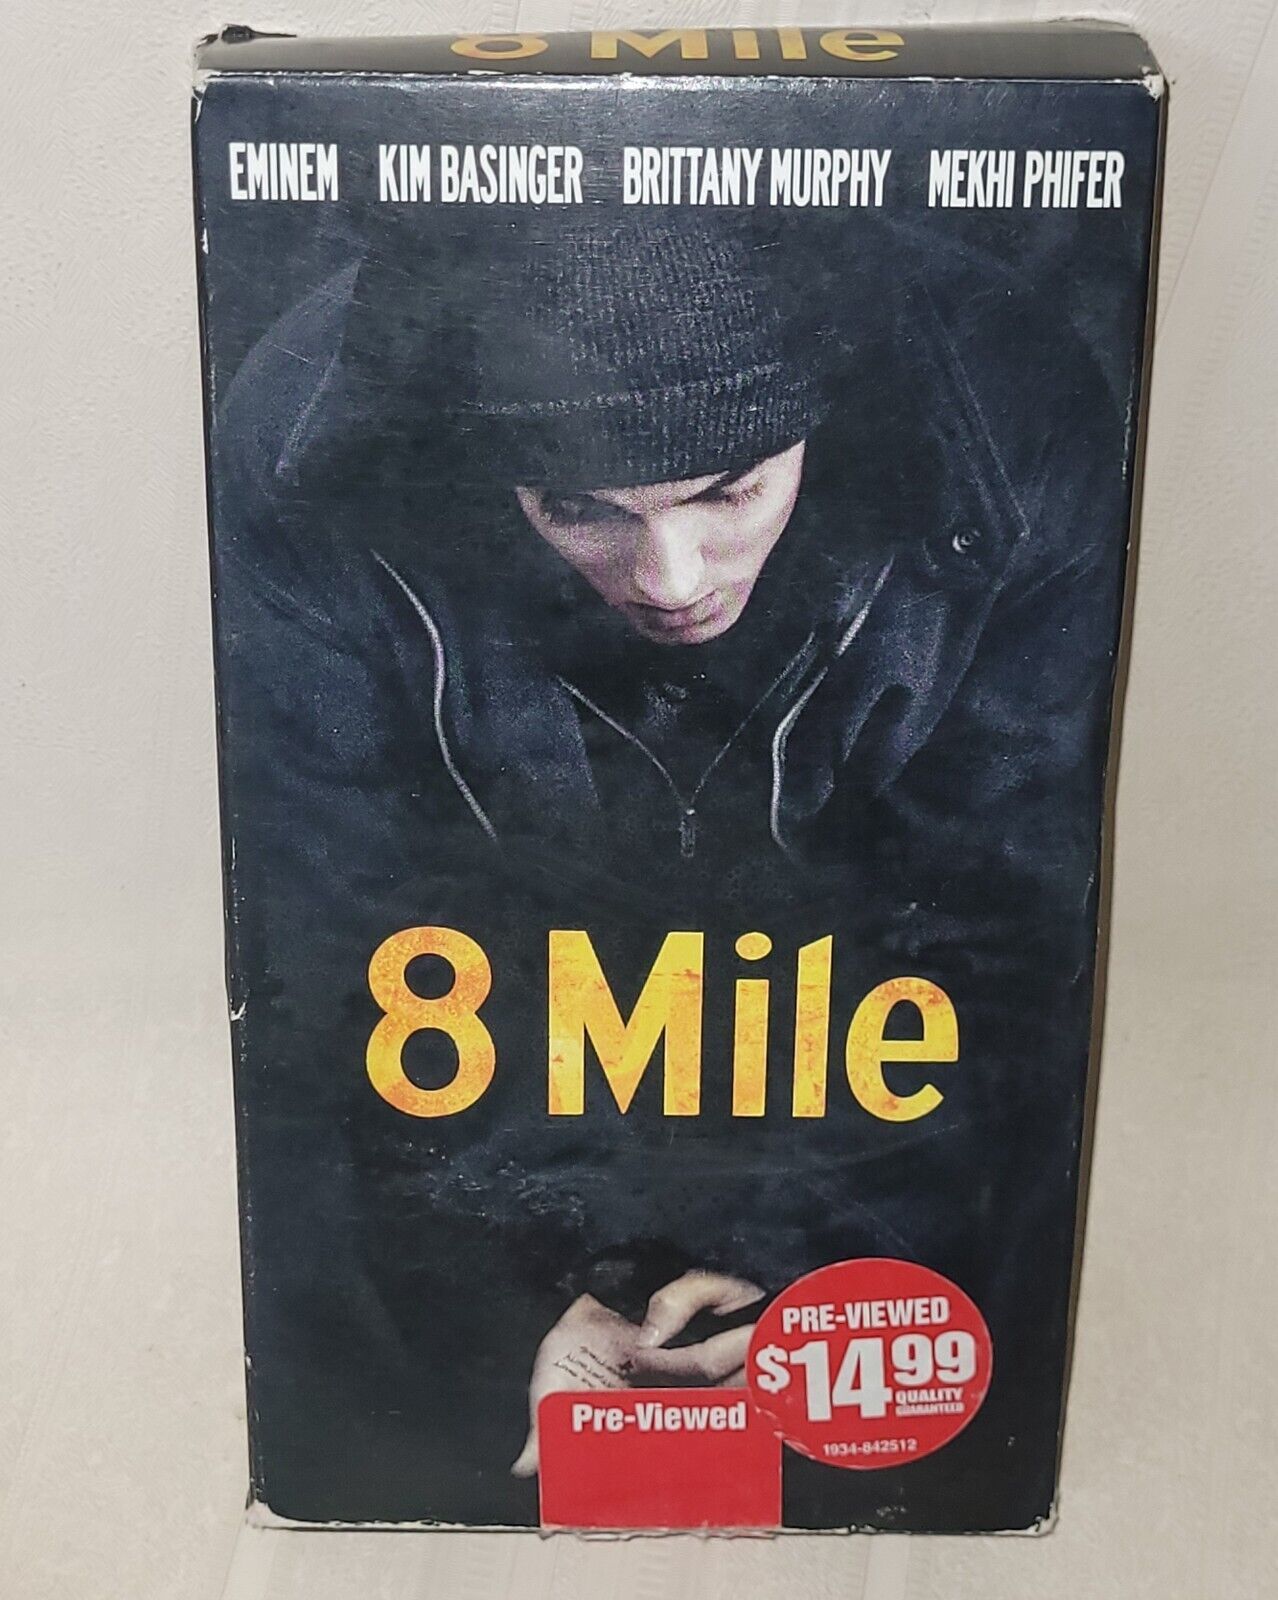 8 Mile
EMINEM KIM BASINGER BRITTANY MURPHY MEKHI PHIFER
8 Mile
PRE-VIEWED
$14.99
QUALITY
GUARANTEED
1934-842512
Pre-Viewed